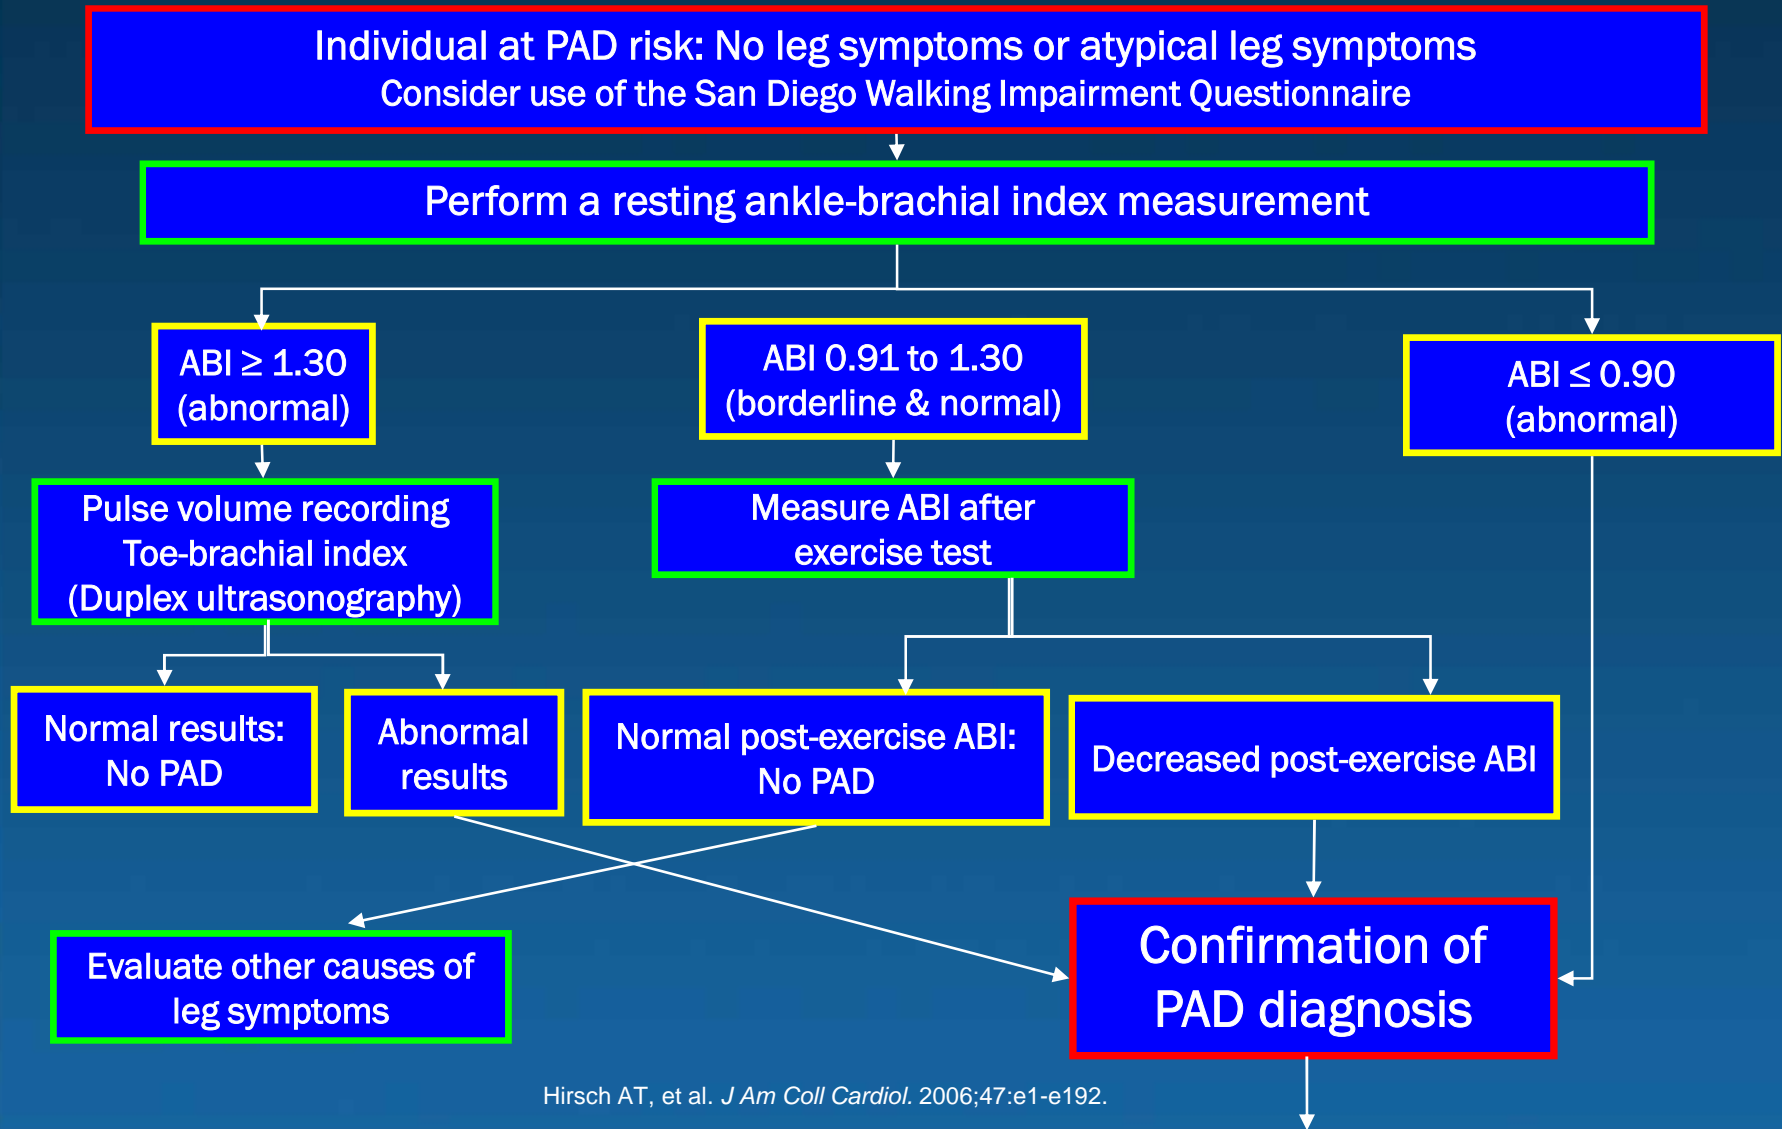 Individual at PAD risk: No leg symptoms or atypical leg symptoms
Consider use of the San Diego Walking Impairment Questionnaire
Perform a resting ankle-brachial index measurement
ABI ≥ 1.30
(abnormal)
ABI 0.91 to 1.30
(borderline & normal)
ABI ≤ 0.90
(abnormal)
Pulse volume recording
Toe-brachial index
(Duplex ultrasonography)
Measure ABI after
exercise test
Normal results:
No PAD
Abnormal
results
Normal post-exercise ABI:
No PAD
Decreased post-exercise ABI
Evaluate other causes of
leg symptoms
Confirmation of
PAD diagnosis
Hirsch AT, et al. J Am Coll Cardiol. 2006;47:e1-e192.